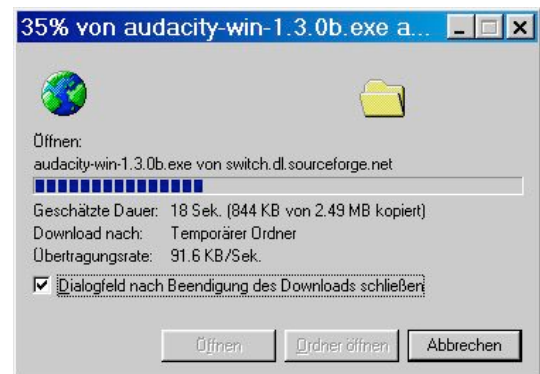 35% von audacity-win-1.3.0b.exe a...
Öffnen:
audacity-win-1.3.0b.exe von switch.dl.sourceforge.net
Geschätzte Dauer: 18 Sek. (844 KB von 2.49 MB kopiert)
Download nach: Temporärer Ordner
Übertragungsrate: 91.6 KB/Sek.
Dialogfeld nach Beendigung des Downloads schließen
Öffnen Ordner öffnen Abbrechen